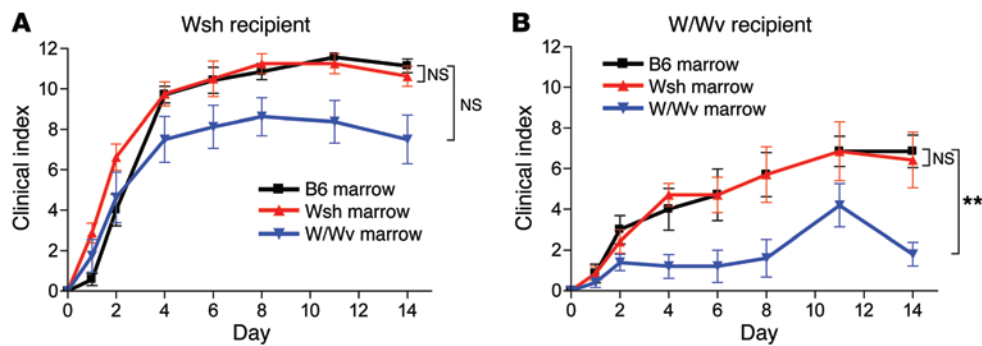 A
Wsh recipient
12
10
8
6
4
2
0
Clinical index
0 2 4 6 8 10 12 14
Day
B6 marrow
Wsh marrow
W/Wv marrow
NS
NS
B
W/Wv recipient
12
10
8
6
4
2
0
Clinical index
0 2 4 6 8 10 12 14
Day
B6 marrow
Wsh marrow
W/Wv marrow
NS
**